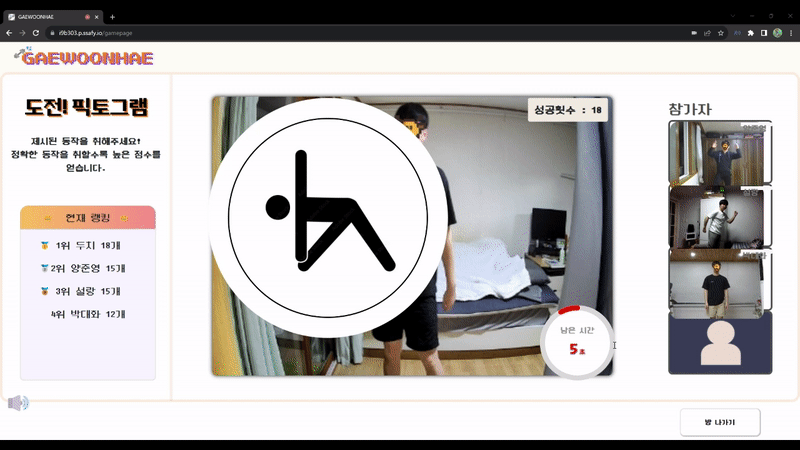 GAEWOONHAE
i9b303.p.ssafy.io/gamepage
GAEWOONHAE
도전! 픽토그램
제시된 동작을 취해주세요!
정확한 동작을 취할수록 높은 점수를
얻습니다.
현재 랭킹
1위 두치 18개
2위 양준영 15개
3위 설랑 15개
4위 박대화 12개
성공횟수 : 18
남은 시간
5초
참가자
방 나가기